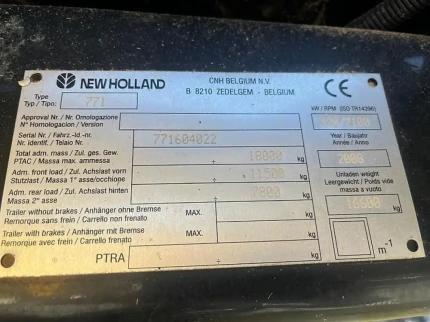 NEW HOLLAND
CNH BELGIUM N.V.
B 8210 ZEDELGEM - BELGIUM
CE
Type
Typ / Tipo: 771
kW / RPM (ISO TR14396)
2100
Approval Nr. / Nr. Omologazione
N° Homologacion / Version
Serial Nr. / Fahrz.-Id.-nr.
Nr. identif. / Telaio Nr. 771604022
Year / Baujahr
Année / Anno
2006
Total adm. mass / Zul. ges. Gew.
PTAC / Massa max. ammessa ÷ 18000 kg
Adm. front load / Zul. Achslast vorn
Stutzlast / Massa 1° asse/occhione ÷ 11500 kg
Adm. rear load / Zul. Achslast hinten
Massa 2° asse ÷ 7800 kg
Unladen weight
Leergewicht / Poids vide
massa a vuoto
16500 kg
Trailer without brakes / Anhänger ohne Bremse
Remorque sans frein / Carrello non frenato MAX. ÷ kg
Trailer with brakes / Anhänger mit Bremse
Remorque avec frein / Carrello frenato MAX. ÷ kg
PTRA ÷ kg
m-1